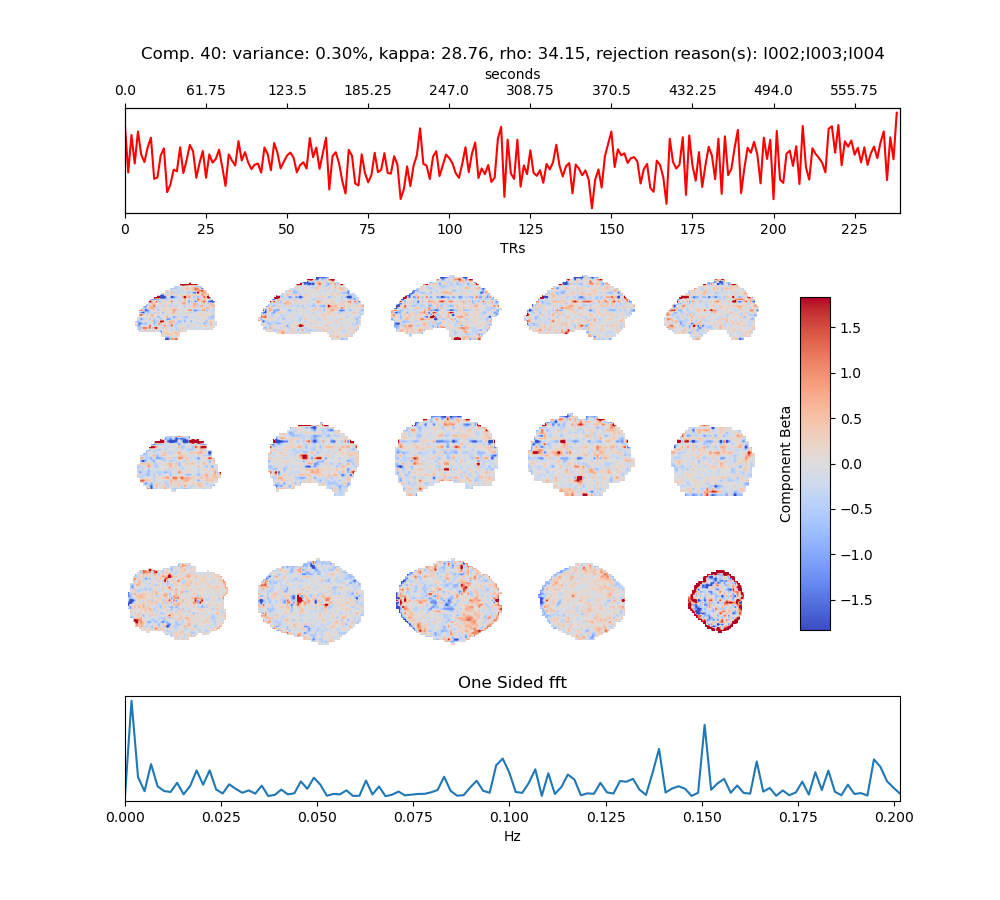 Comp. 40: variance: 0.30%, kappa: 28.76, rho: 34.15, rejection reason(s): I002;I003;I004
seconds
0.0 61.75 123.5 185.25 247.0 308.75 370.5 432.25 494.0 555.75
0 25 50 75 100 125 150 175 200 225
TRs
1.5
1.0
0.5
0.0
−0.5
−1.0
−1.5
Component Beta
One Sided fft
0.000 0.025 0.050 0.075 0.100 0.125 0.150 0.175 0.200
Hz